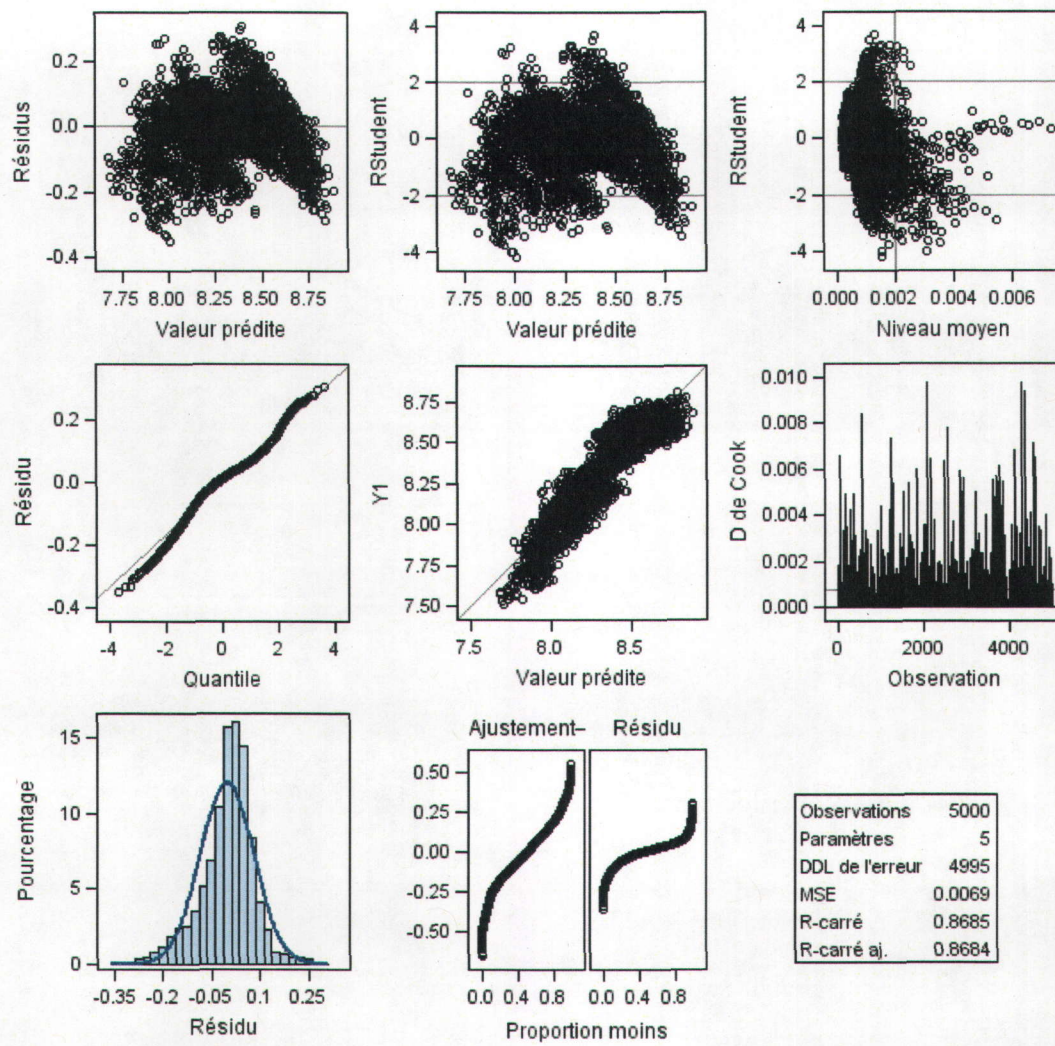 Résidus
0.2
0.0
-0.2
-0.4
7.75 8.00 8.25 8.50 8.75
Valeur prédite
RStudent
4
2
0
-2
-4
7.75 8.00 8.25 8.50 8.75
Valeur prédite
RStudent
4
2
0
-2
-4
0.000 0.002 0.004 0.006
Niveau moyen
Résidu
0.2
0.0
-0.2
-0.4
-4 -2 0 2 4
Quantile
Y1
8.75
8.50
8.25
8.00
7.75
7.50
7.5 8.0 8.5
Valeur prédite
D de Cook
0.010
0.008
0.006
0.004
0.002
0.000
0 2000 4000
Observation
Pourcentage
15
10
5
0
-0.35 -0.2 -0.05 0.1 0.25
Résidu
Ajustement– Résidu
0.50
0.25
0.00
-0.25
-0.50
0.0 0.4 0.8 0.0 0.4 0.8
Proportion moins
Observations 5000
Paramètres 5
DDL de l'erreur 4995
MSE 0.0069
R-carré 0.8685
R-carré aj. 0.8684